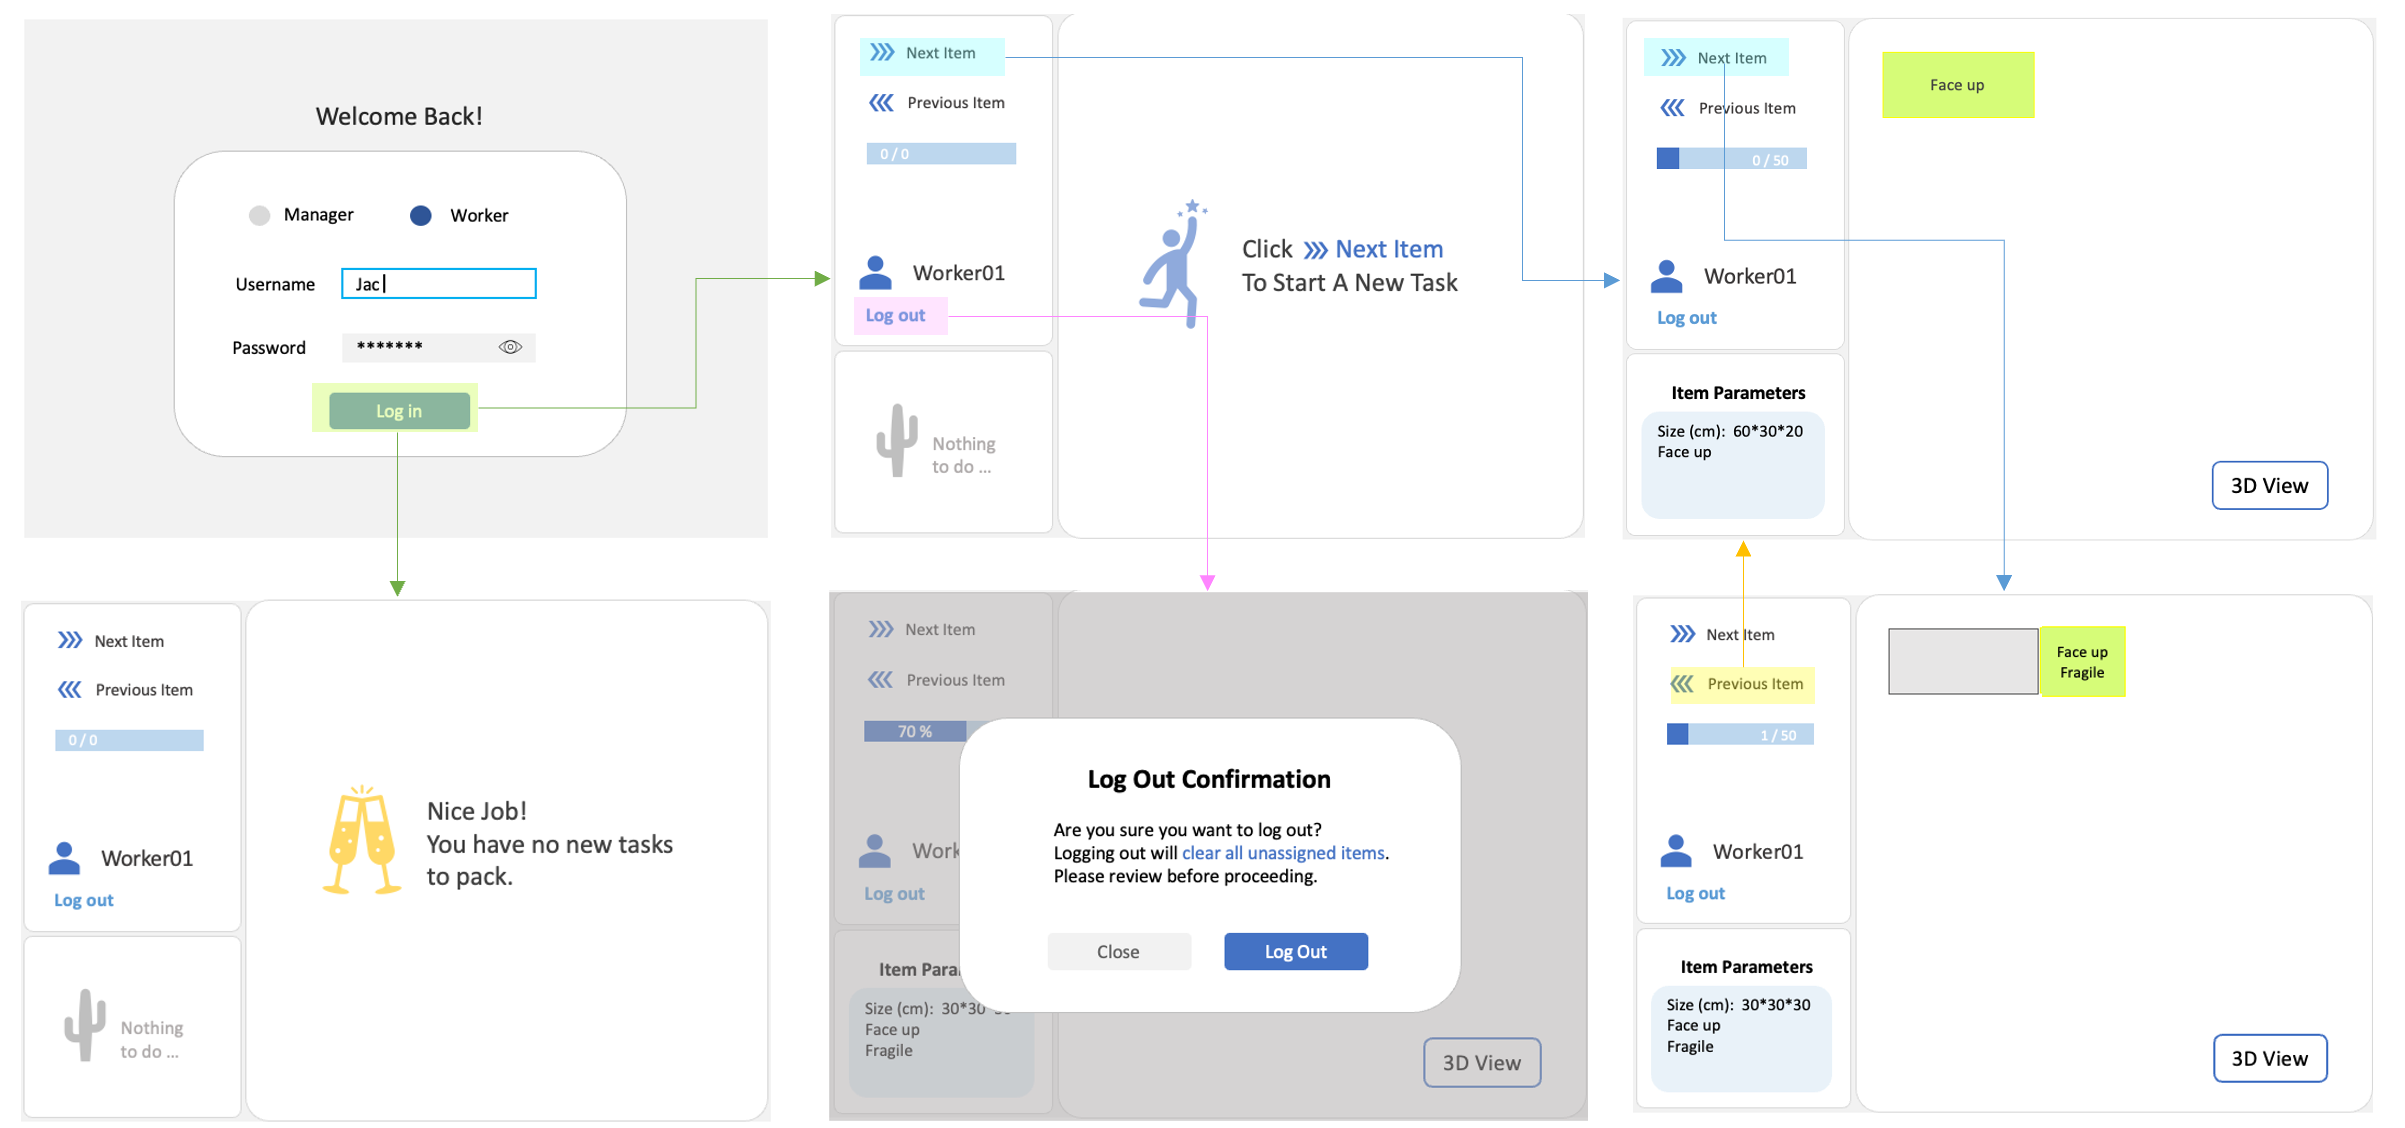 Welcome Back!
Manager
Worker
Username
Jac
Password
*******
Log in
Next Item
Previous Item
0 / 0
Worker01
Log out
Nothing
to do ...
Click Next Item
To Start A New Task
Next Item
Previous Item
0 / 50
Worker01
Log out
Item Parameters
Size (cm): 60*30*20
Face up
Face up
3D View
Next Item
Previous Item
0 / 0
Worker01
Log out
Nothing
to do ...
Nice Job!
You have no new tasks
to pack.
Next Item
Previous Item
70 %
Log out
Size (cm): 30*30
Face up
Fragile
Log Out Confirmation
Are you sure you want to log out?
Logging out will clear all unassigned items.
Please review before proceeding.
Close
Log Out
3D View
Next Item
Previous Item
1 / 50
Worker01
Log out
Item Parameters
Size (cm): 30*30*30
Face up
Fragile
Face up
Fragile
3D View